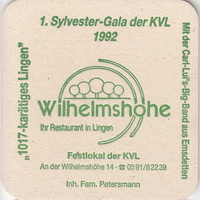 1. Sylvester-Gala der KVL
1992
„1017-karätiges Lingen"
Mit der Carl-Lui's-Big-Band aus Emsdetten
Wilhelmshöhe
Ihr Restaurant in Lingen
Festlokal der KVL
An der Wilhelmshöhe 14 · ☎ 0591/62239
Inh. Fam. Petersmann